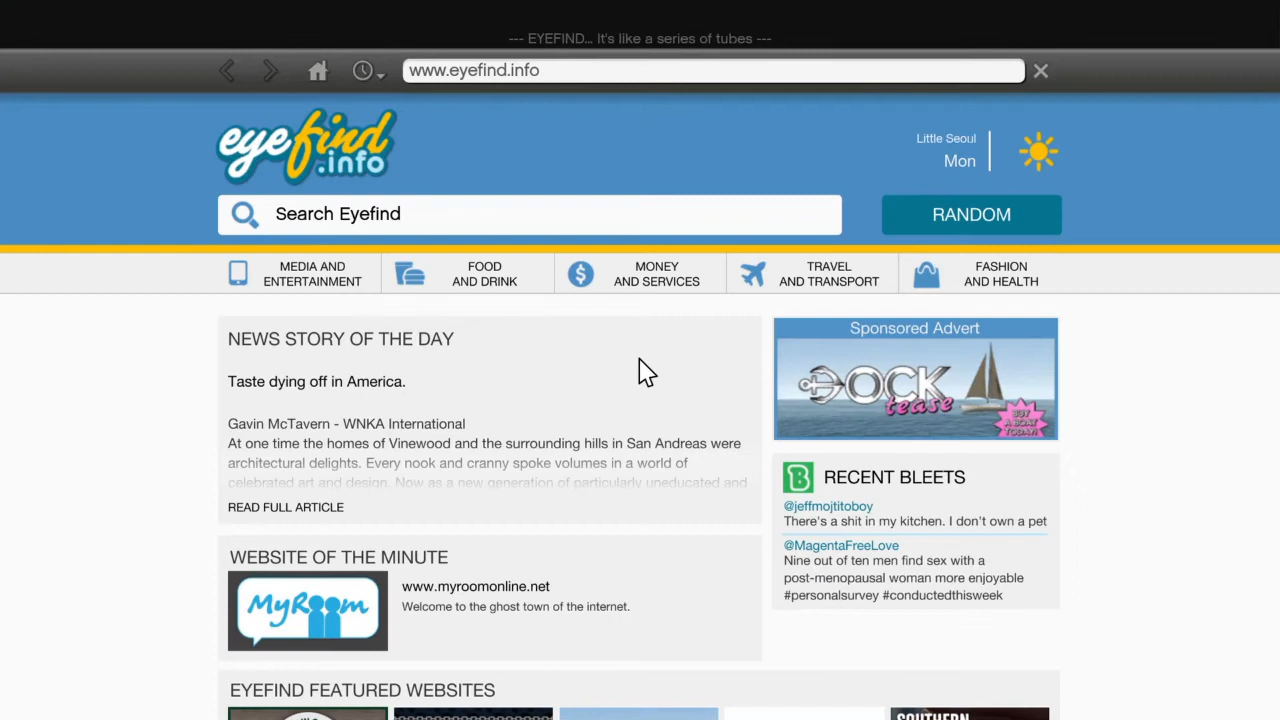 --- EYEFIND... It's like a series of tubes ---
www.eyefind.info
eyefind
.info
Little Seoul
Mon
Search Eyefind
RANDOM
MEDIA AND
ENTERTAINMENT
FOOD
AND DRINK
MONEY
AND SERVICES
TRAVEL
AND TRANSPORT
FASHION
AND HEALTH
NEWS STORY OF THE DAY
Taste dying off in America.
Gavin McTavern - WNKA International
At one time the homes of Vinewood and the surrounding hills in San Andreas were
architectural delights. Every nook and cranny spoke volumes in a world of
celebrated art and design. Now as a new generation of particularly uneducated and
READ FULL ARTICLE
Sponsored Advert
DOCK
tease
BUY
A BOAT
TODAY!
B RECENT BLEETS
@jeffmojtitoboy
There's a shit in my kitchen. I don't own a pet
@MagentaFreeLove
Nine out of ten men find sex with a
post-menopausal woman more enjoyable
#personalsurvey #conductedthisweek
WEBSITE OF THE MINUTE
MyRoom
www.myroomonline.net
Welcome to the ghost town of the internet.
EYEFIND FEATURED WEBSITES
SOUTHERN